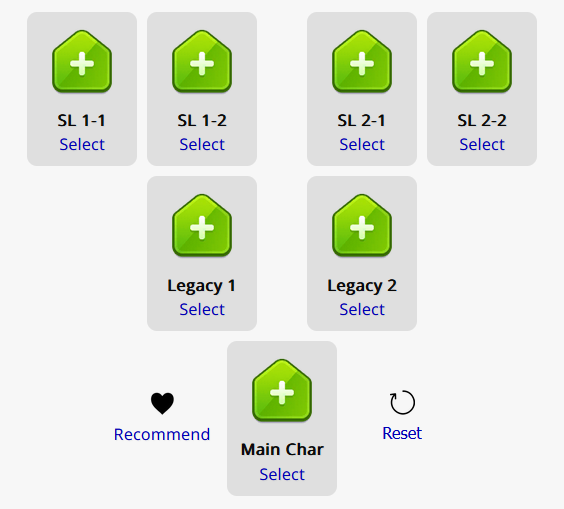 SL 1-1
Select
SL 1-2
Select
SL 2-1
Select
SL 2-2
Select
Legacy 1
Select
Legacy 2
Select
Recommend
Main Char
Select
Reset